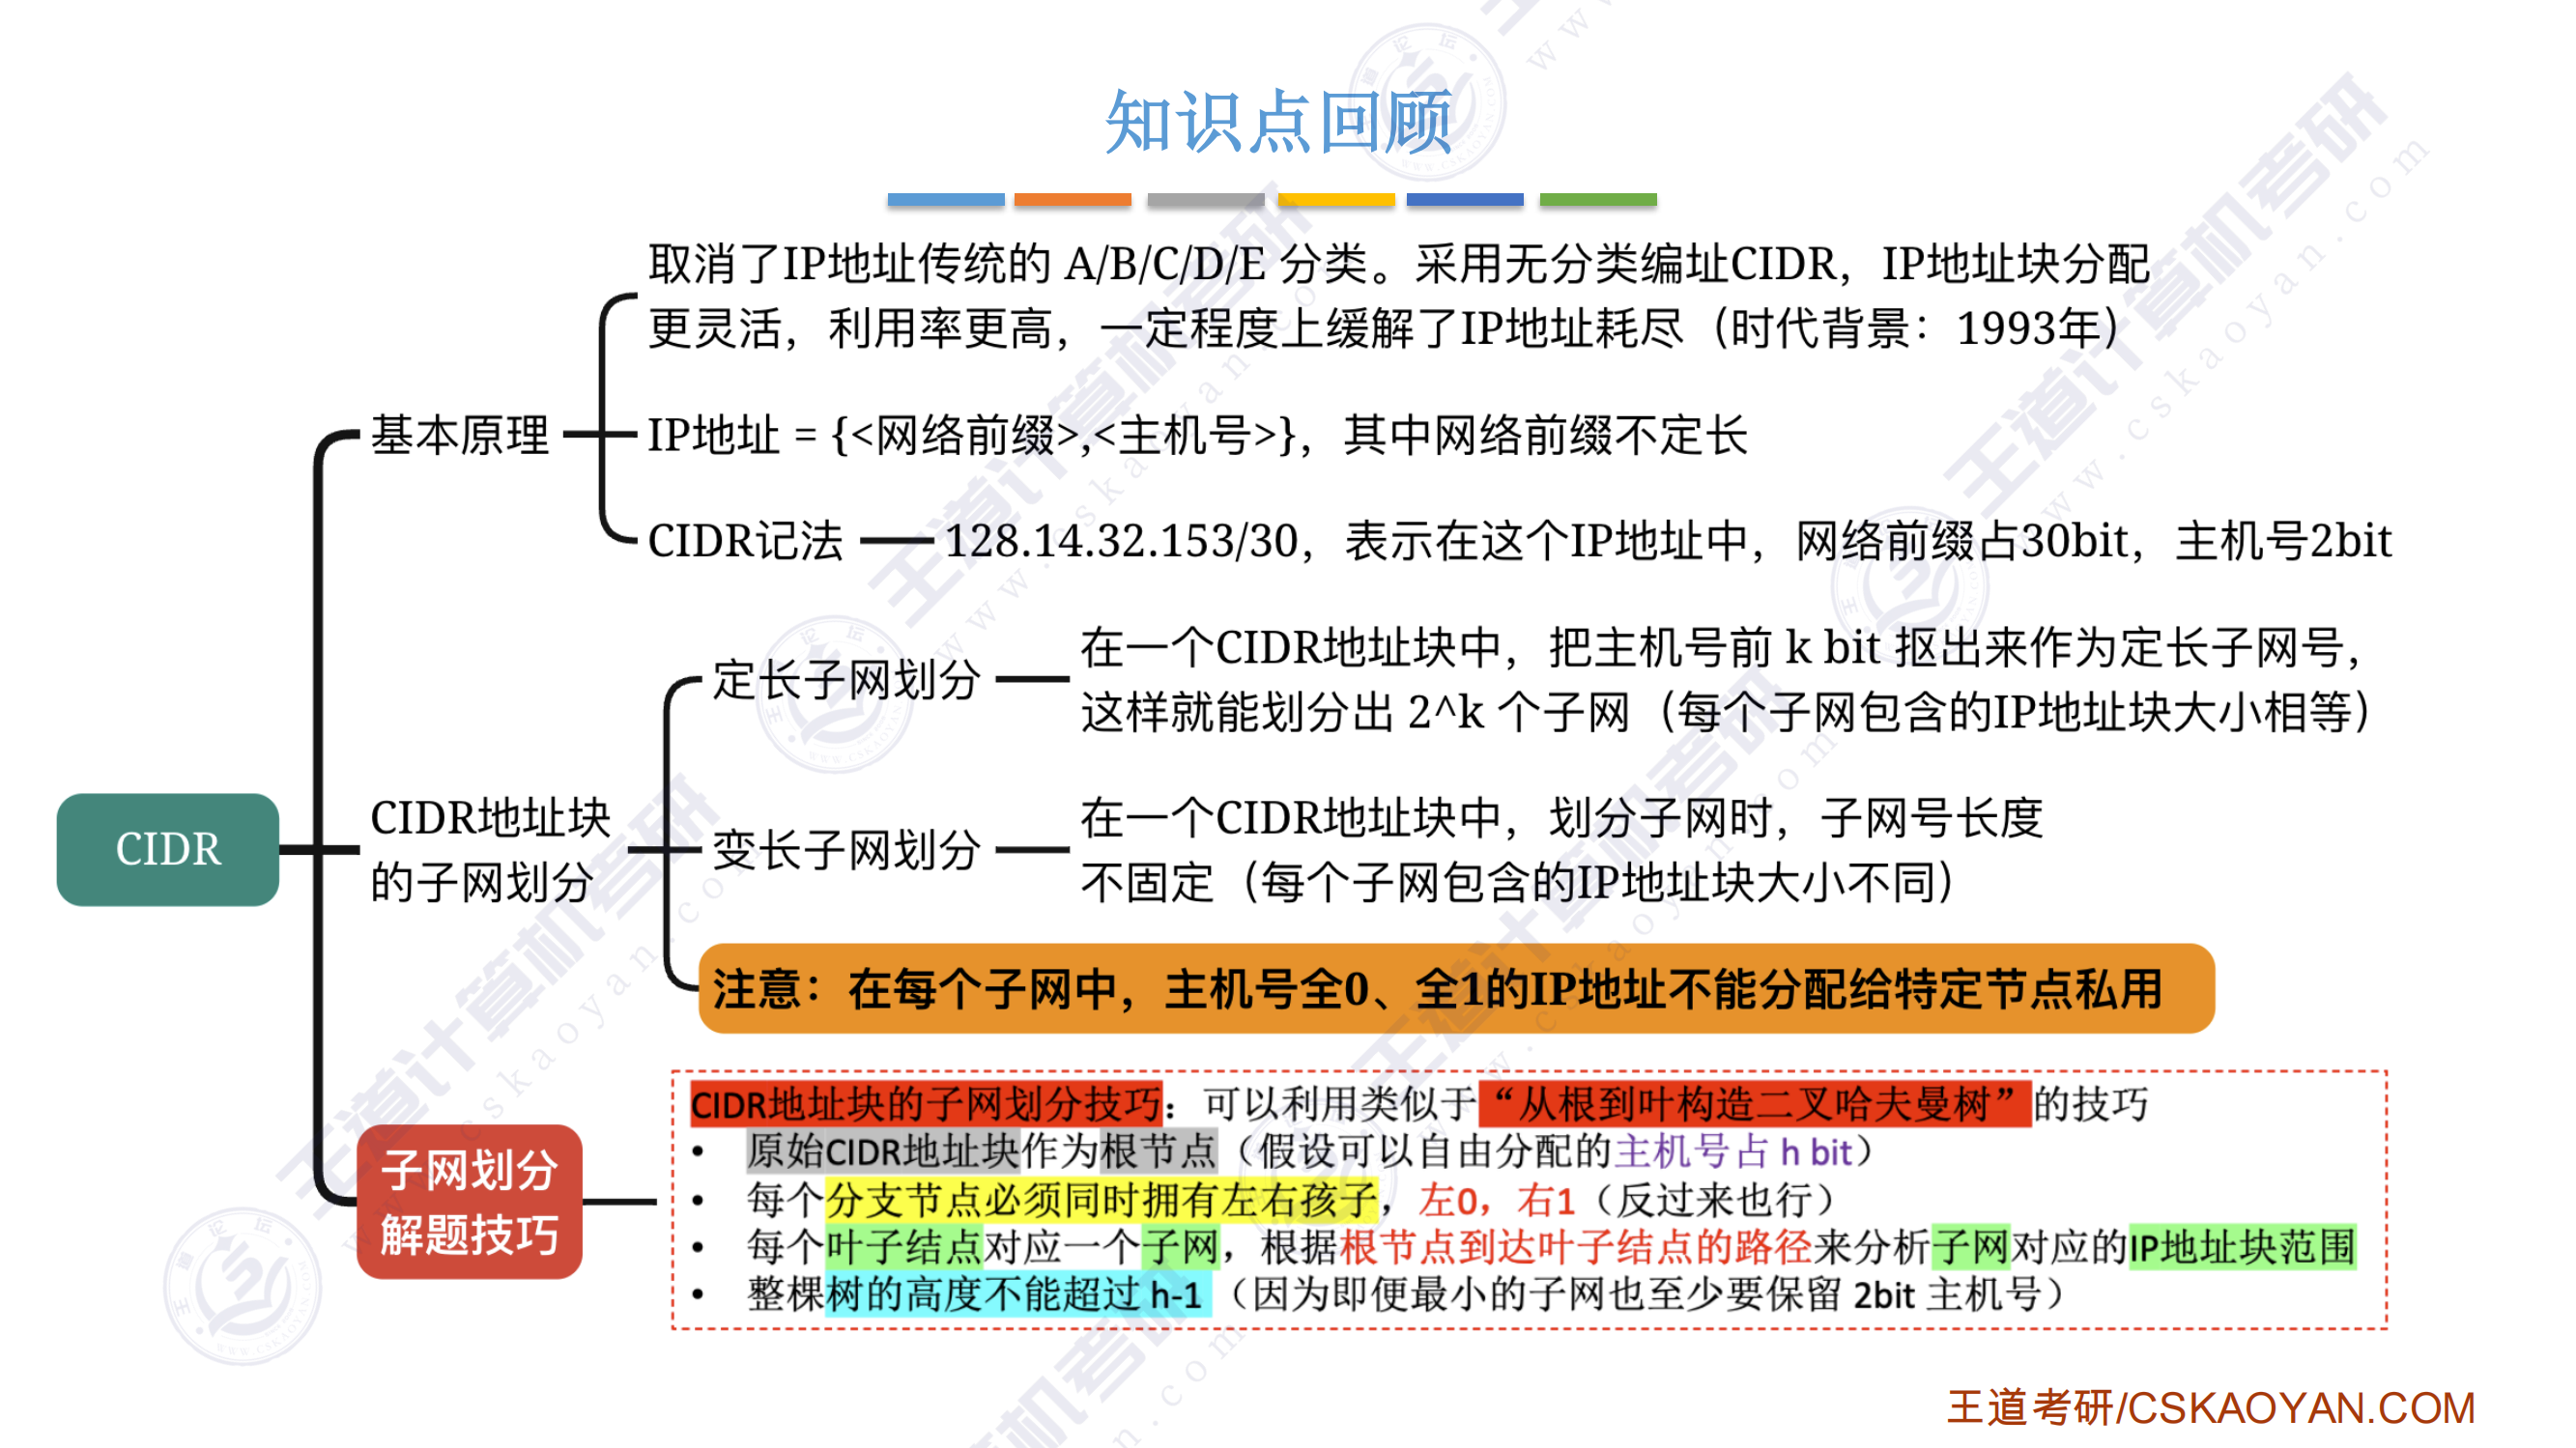 知识点回顾
取消了IP地址传统的 A/B/C/D/E 分类。采用无分类编址CIDR，IP地址块分配
更灵活，利用率更高，一定程度上缓解了IP地址耗尽（时代背景：1993年）
基本原理
IP地址 = {<网络前缀>,<主机号>}，其中网络前缀不定长
CIDR记法
128.14.32.153/30，表示在这个IP地址中，网络前缀占30bit，主机号2bit
CIDR
CIDR地址块
的子网划分
定长子网划分
在一个CIDR地址块中，把主机号前 k bit 抠出来作为定长子网号，
这样就能划分出 2^k 个子网（每个子网包含的IP地址块大小相等）
变长子网划分
在一个CIDR地址块中，划分子网时，子网号长度
不固定（每个子网包含的IP地址块大小不同）
注意：在每个子网中，主机号全0、全1的IP地址不能分配给特定节点私用
子网划分
解题技巧
CIDR地址块的子网划分技巧：可以利用类似于“从根到叶构造二叉哈夫曼树”的技巧
• 原始CIDR地址块作为根节点（假设可以自由分配的主机号占 h bit）
• 每个分支节点必须同时拥有左右孩子，左0，右1（反过来也行）
• 每个叶子结点对应一个子网，根据根节点到达叶子结点的路径来分析子网对应的IP地址块范围
• 整棵树的高度不能超过 h-1 （因为即便最小的子网也至少要保留 2bit 主机号）
王道考研/CSKAOYAN.COM
王道计算机考研
www.cskaoyan.com